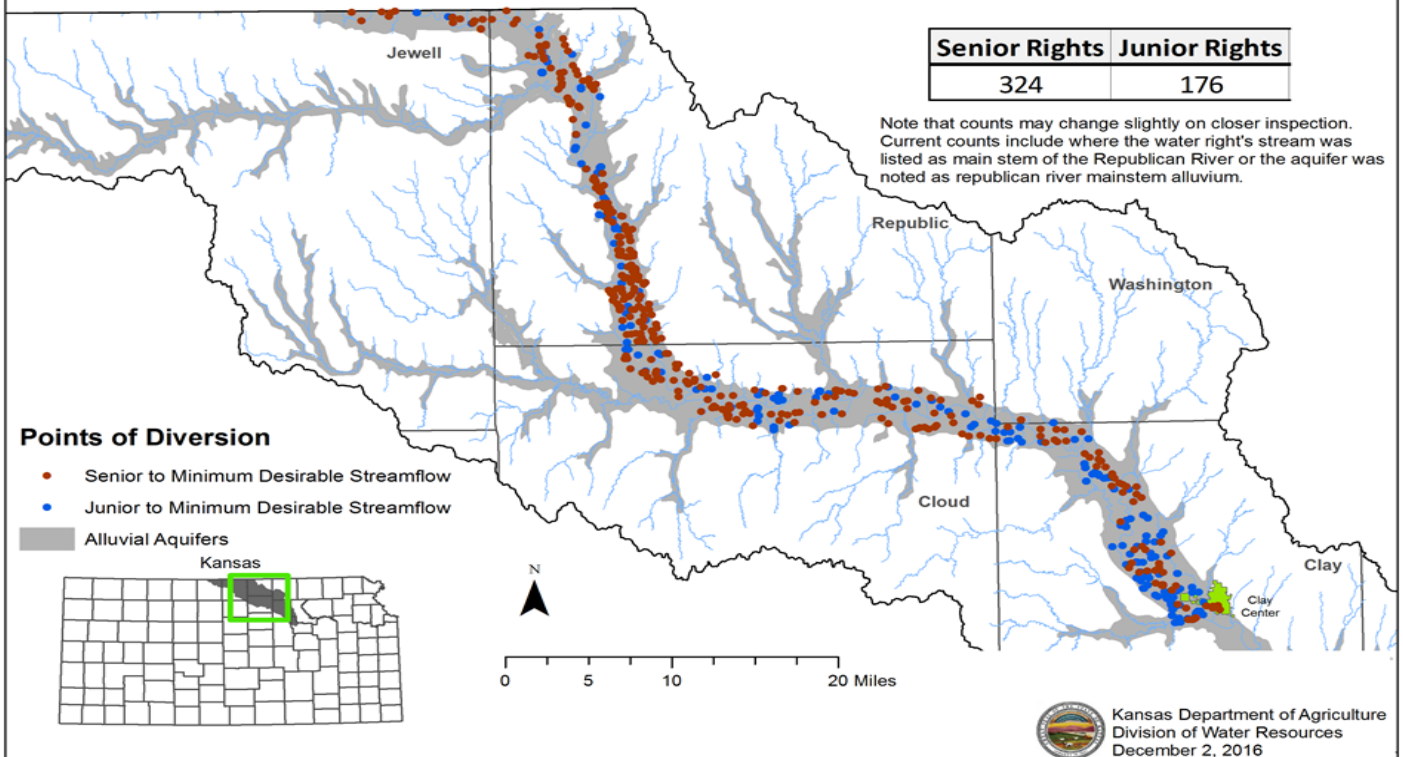 Jewell
Senior Rights Junior Rights
324 176
Note that counts may change slightly on closer inspection.
Current counts include where the water right's stream was
listed as main stem of the Republican River or the aquifer was
noted as republican river mainstem alluvium.
Republic
Washington
Points of Diversion
Senior to Minimum Desirable Streamflow
Junior to Minimum Desirable Streamflow
Alluvial Aquifers
Cloud
Clay
Clay
Center
Kansas
N
0 5 10 20 Miles
Kansas Department of Agriculture
Division of Water Resources
December 2, 2016